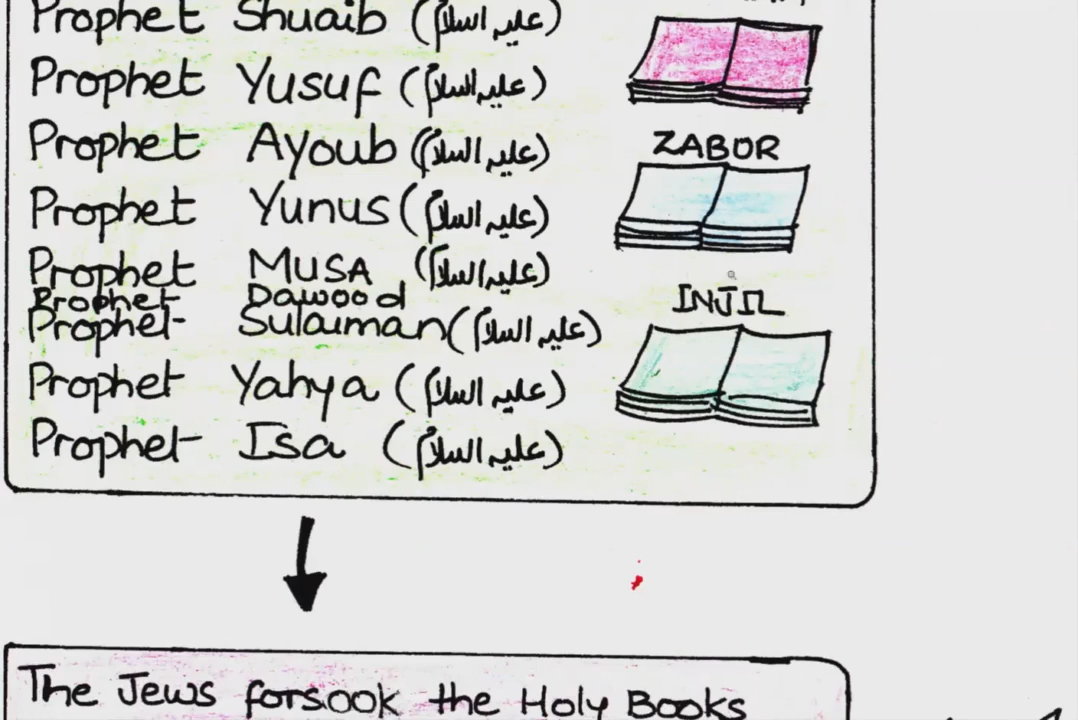 Prophet Shuaib (عليه السلام)
Prophet Yusuf (عليه السلام)
Prophet Ayoub (عليه السلام)
ZABUR
Prophet Yunus (عليه السلام)
Prophet MUSA (عليه السلام)
Prophet Dawood
INJIL
Prophet Sulaiman (عليه السلام)
Prophet Yahya (عليه السلام)
Prophet Isa (عليه السلام)
The Jews forsook the Holy Books